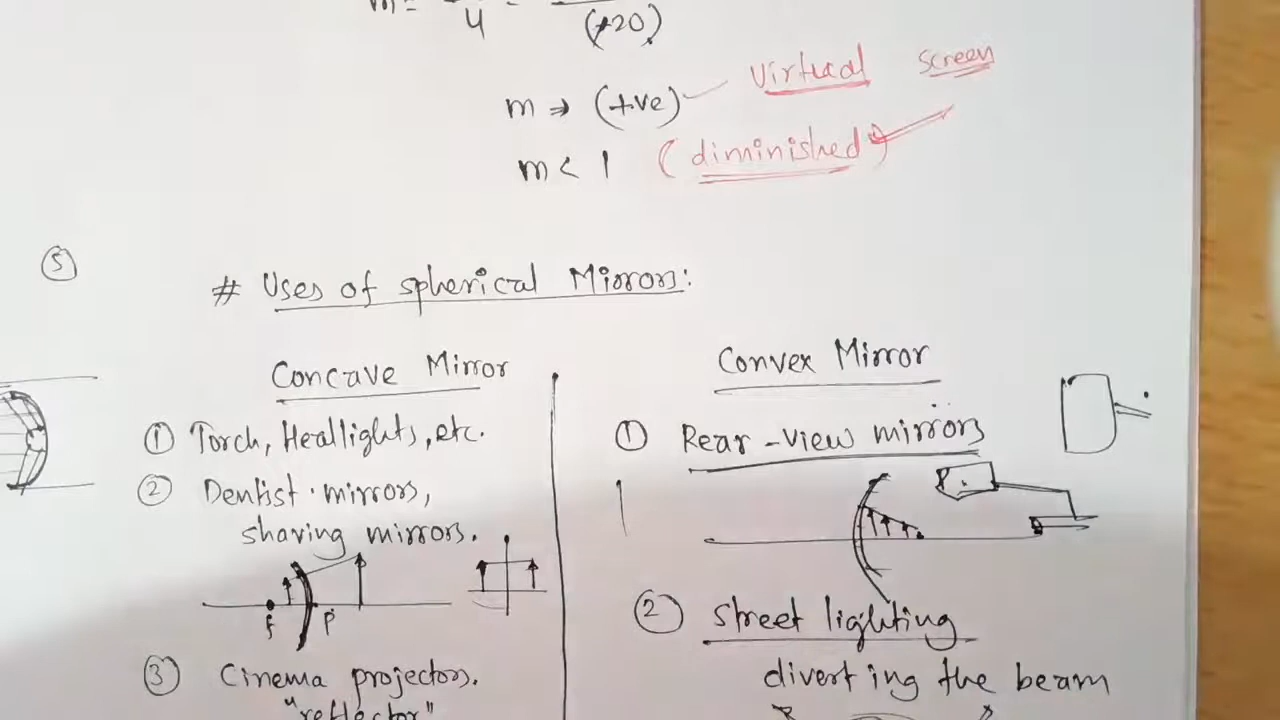 m = 4 = (+20)
m → (+ve) Virtual Screen
m < 1 (diminished)
5
# Uses of spherical Mirrors:
Concave Mirror
① Torch, Headlights, etc.
② Dentist mirrors,
shaving mirrors.
F P
③ Cinema projectors.
"reflector"
Convex Mirror
① Rear-view mirrors
② Street lighting
diverting the beam